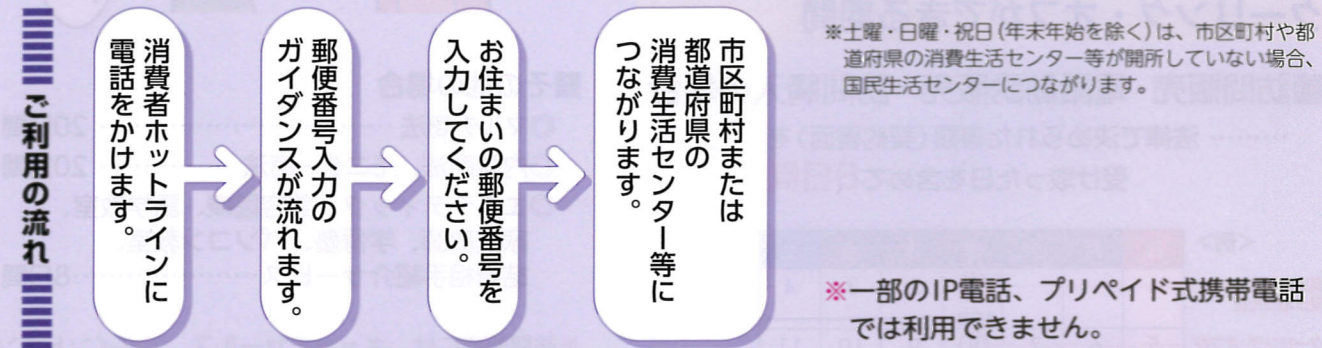 ご利用の流れ
消費者ホットラインに
電話をかけます。
郵便番号入力の
ガイダンスが流れます。
お住まいの郵便番号を
入力してください。
市区町村または
都道府県の
消費生活センター等に
つながります。
※土曜・日曜・祝日(年末年始を除く)は、市区町村や都
道府県の消費生活センター等が開所していない場合、
国民生活センターにつながります。
※一部のIP電話、プリペイド式携帯電話
では利用できません。